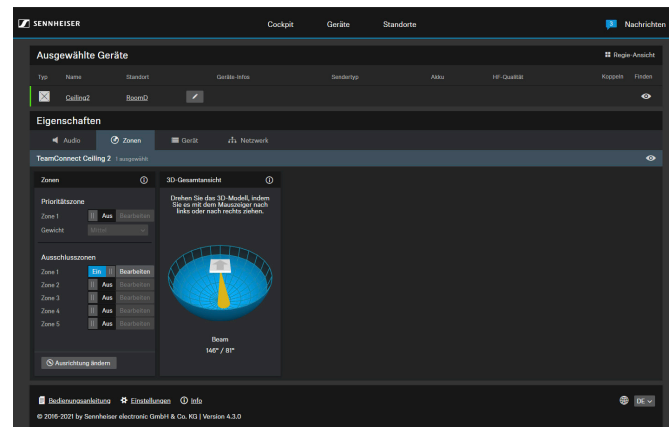 SENNHEISER Cockpit Geräte Standorte 3 Nachrichten
Ausgewählte Geräte Regie-Ansicht
Typ Name Standort Geräte-Infos Sendertyp Akku HF-Qualität Koppeln Finden
Ceiling2 RoomD
Eigenschaften
Audio Zonen Gerät Netzwerk
TeamConnect Ceiling 2 1 ausgewählt
Zonen 3D-Gesamtansicht
Drehen Sie das 3D-Modell, indem
Sie es mit dem Mauszeiger nach
links oder nach rechts ziehen.
Prioritätszone
Zone 1 Aus Bearbeiten
Gewicht
Ausschlusszonen
Zone 1 Ein Bearbeiten
Zone 2 Aus Bearbeiten
Zone 3 Aus Bearbeiten
Zone 4 Aus Bearbeiten
Zone 5 Aus Bearbeiten
Beam
146° / 81°
Ausrichtung ändern
Bedienungsanleitung Einstellungen Info DE
© 2016-2021 by Sennheiser electronic GmbH & Co. KG | Version 4.3.0